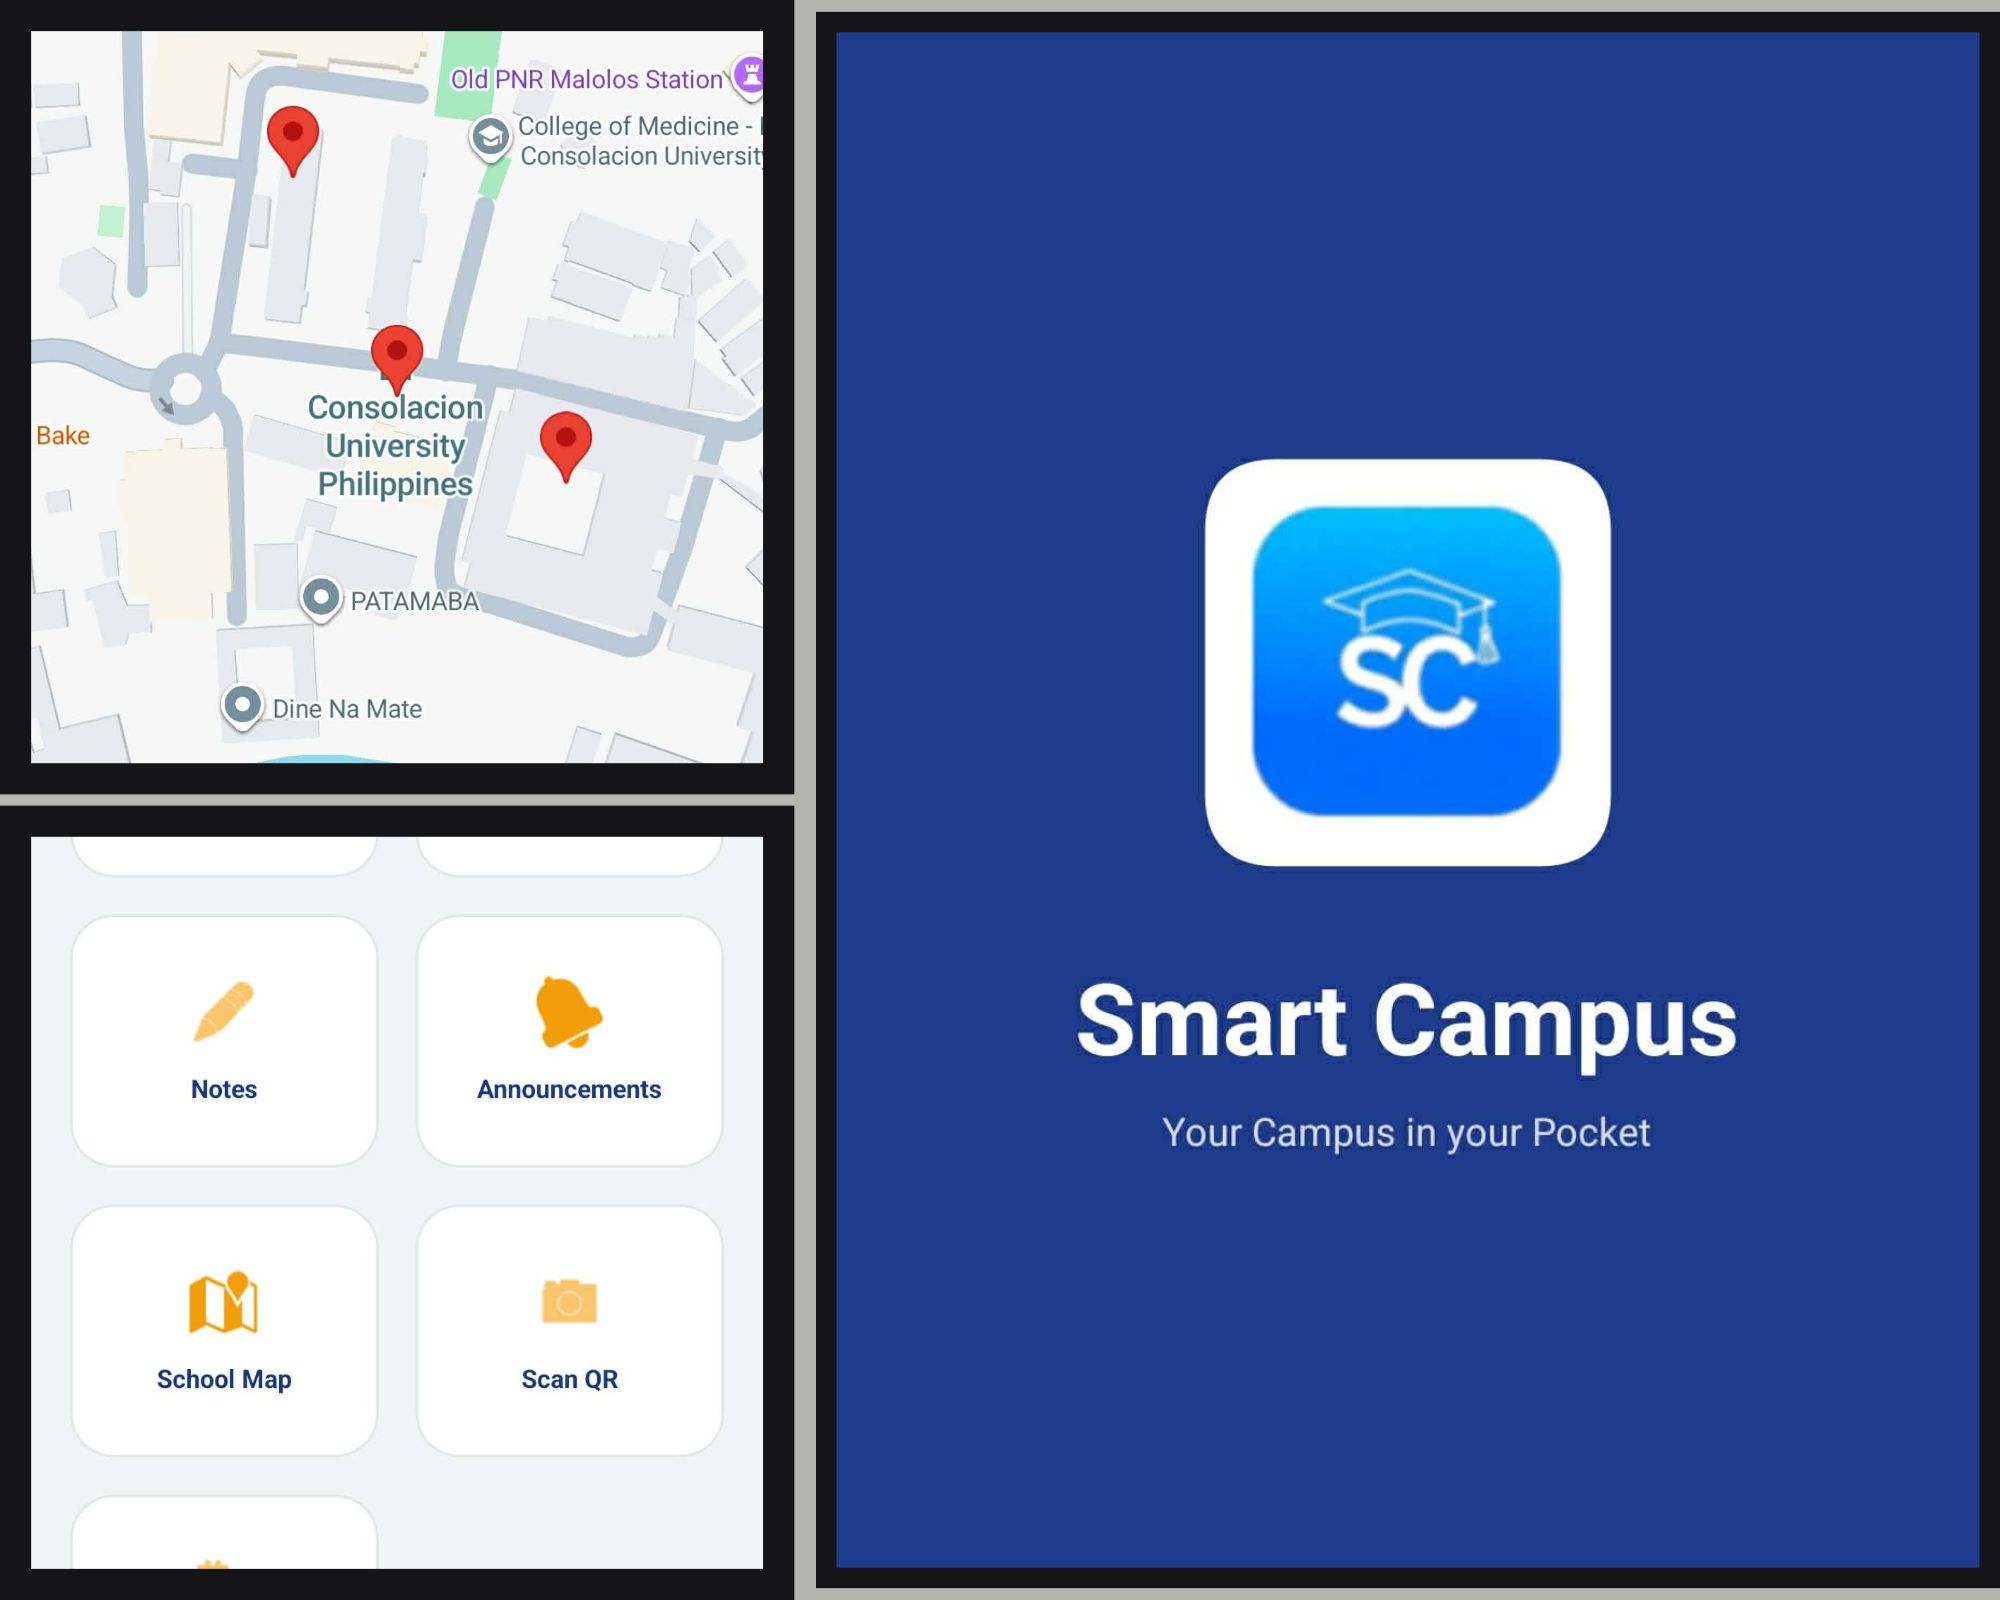 Old PNR Malolos Station
College of Medicine -
Consolacion University
Consolacion
University
Philippines
Bake
PATAMABA
Dine Na Mate
Notes
Announcements
School Map
Scan QR
SC
Smart Campus
Your Campus in your Pocket